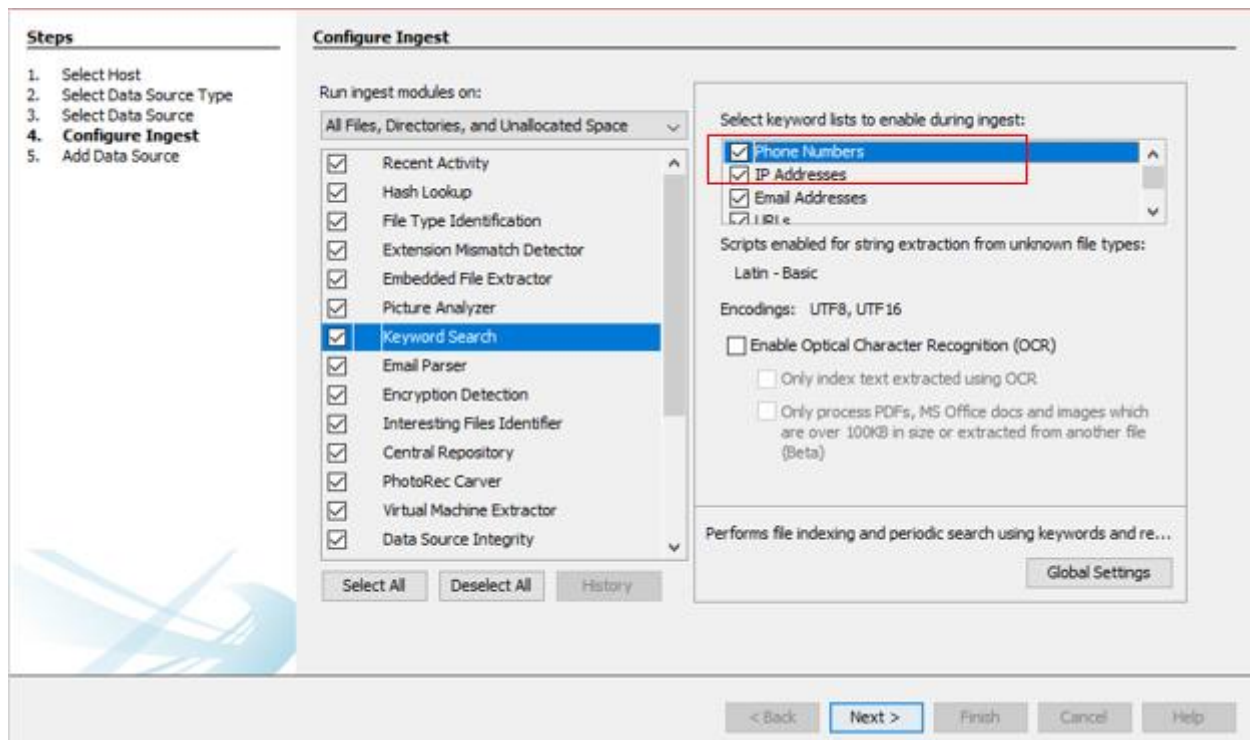 Steps
1. Select Host
2. Select Data Source Type
3. Select Data Source
4. Configure Ingest
5. Add Data Source
Configure Ingest
Run ingest modules on:
All Files, Directories, and Unallocated Space
Recent Activity
Hash Lookup
File Type Identification
Extension Mismatch Detector
Embedded File Extractor
Picture Analyzer
Keyword Search
Email Parser
Encryption Detection
Interesting Files Identifier
Central Repository
PhotoRec Carver
Virtual Machine Extractor
Data Source Integrity
Select All
Deselect All
History
Select keyword lists to enable during ingest:
Phone Numbers
IP Addresses
Email Addresses
URLs
Scripts enabled for string extraction from unknown file types:
Latin - Basic
Encodings: UTF8, UTF16
Enable Optical Character Recognition (OCR)
Only index text extracted using OCR
Only process PDFs, MS Office docs and images which
are over 100KB in size or extracted from another file
(Beta)
Performs file indexing and periodic search using keywords and re...
Global Settings
< Back
Next >
Finish
Cancel
Help